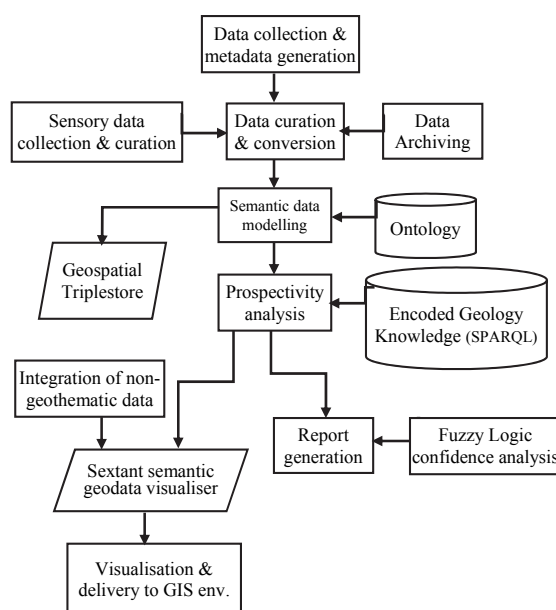 Data collection &
metadata generation
Sensory data
collection & curation
Data curation
& conversion
Data
Archiving
Semantic data
modelling
Ontology
Geospatial
Triplestore
Prospectivity
analysis
Encoded Geology
Knowledge (SPARQL)
Integration of non-
geothematic data
Report
generation
Fuzzy Logic
confidence analysis
Sextant semantic
geodata visualiser
Visualisation &
delivery to GIS env.